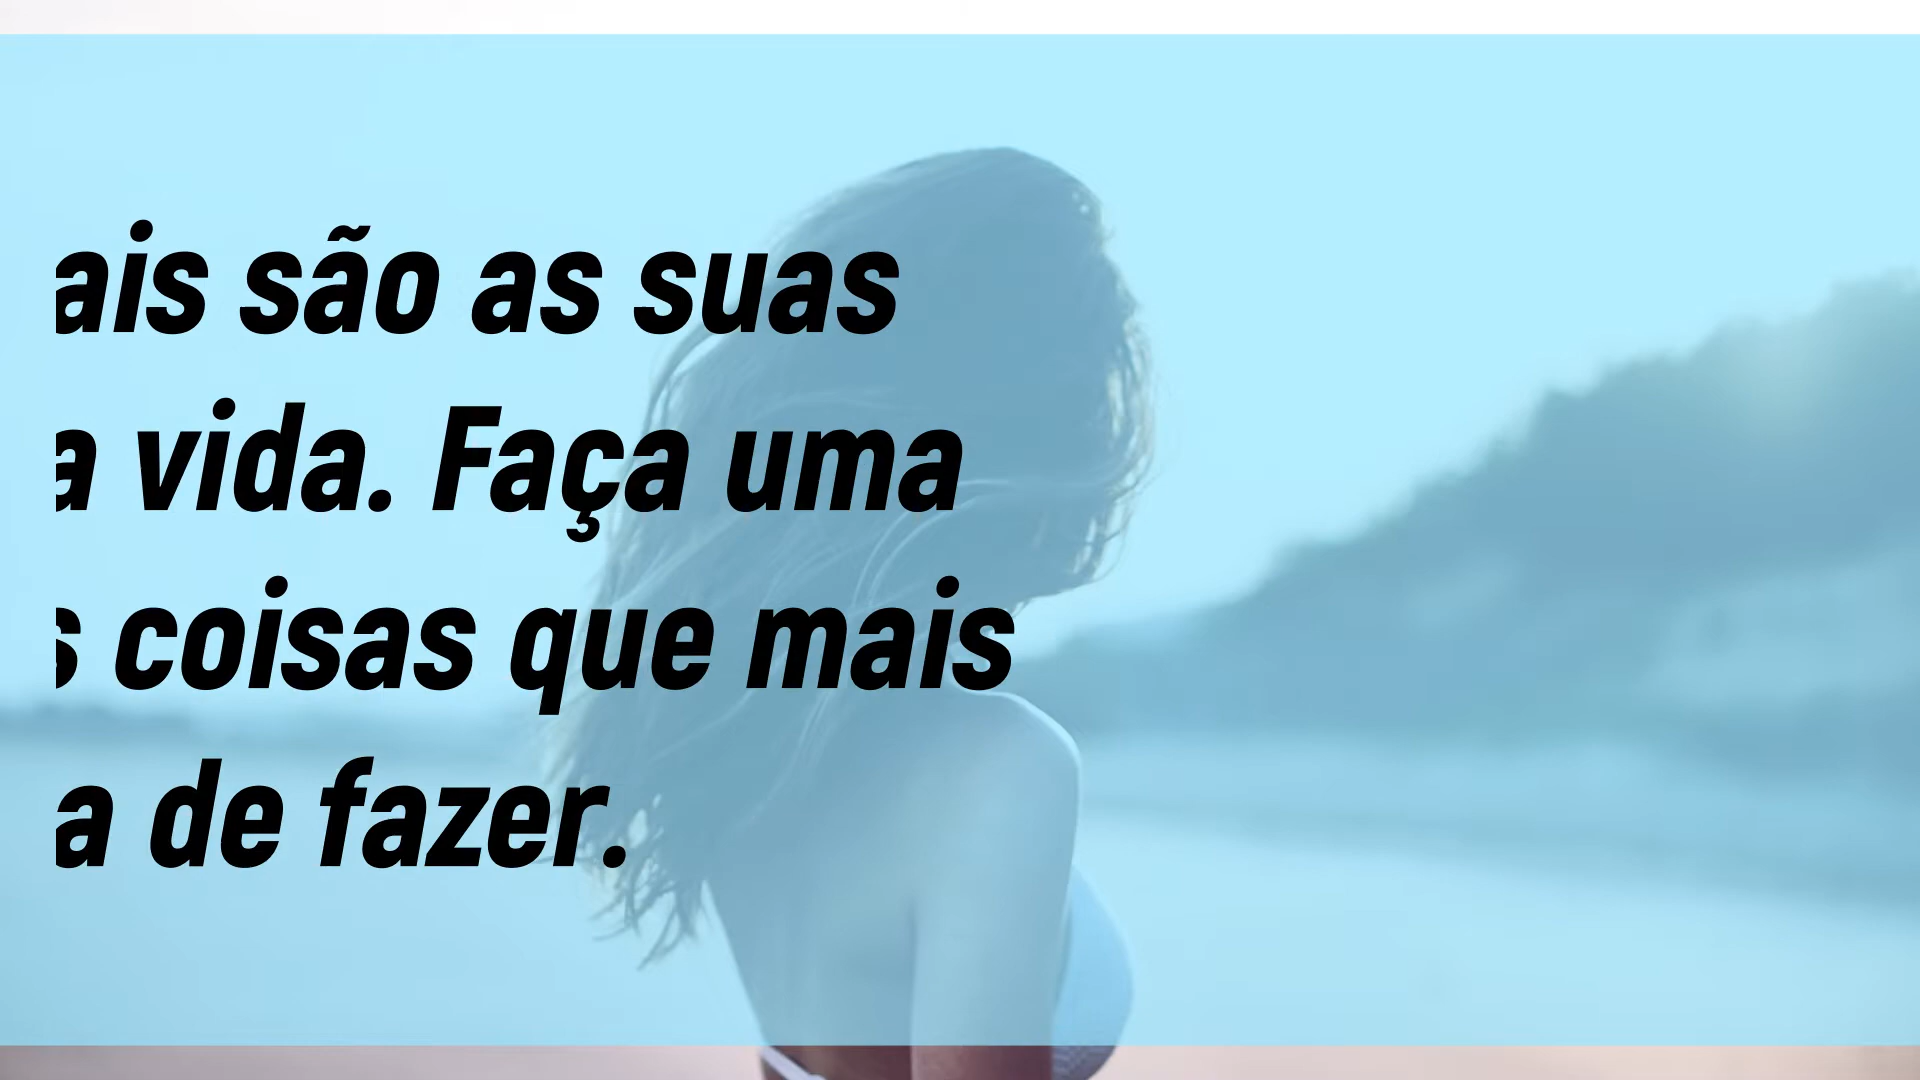 ais são as suas
a vida. Faça uma
s coisas que mais
a de fazer.